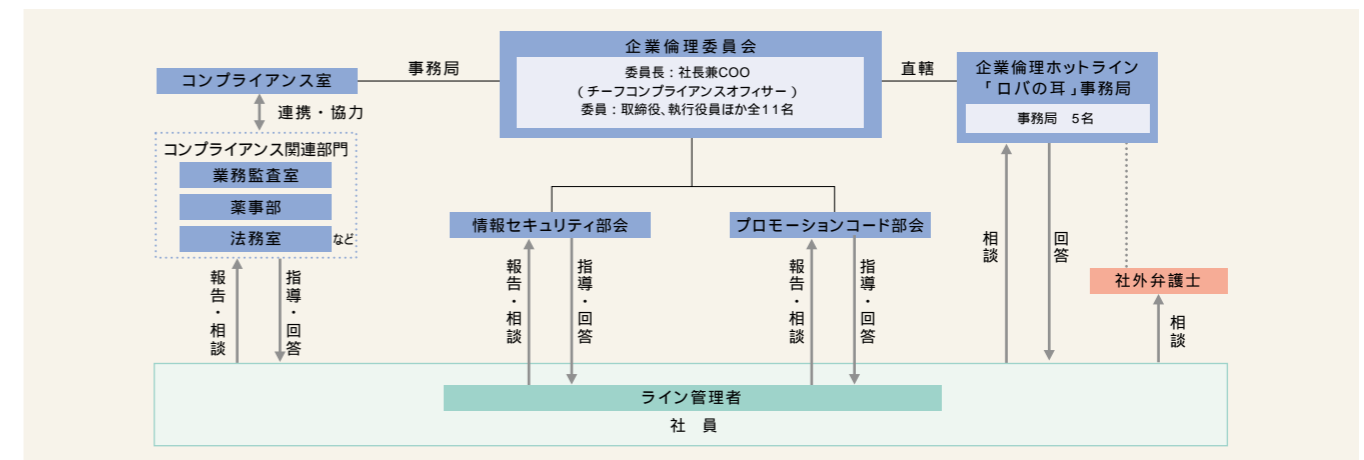 企業倫理委員会
委員長：社長兼COO
（チーフコンプライアンスオフィサー）
委員：取締役、執行役員ほか全11名
コンプライアンス室
事務局
直轄
企業倫理ホットライン
「ロバの耳」事務局
事務局　5名
連携・協力
コンプライアンス関連部門
業務監査室
薬事部
法務室
など
情報セキュリティ部会
プロモーションコード部会
社外弁護士
報告・相談
指導・回答
報告・相談
指導・回答
報告・相談
指導・回答
相談
回答
相談
ライン管理者
社　員